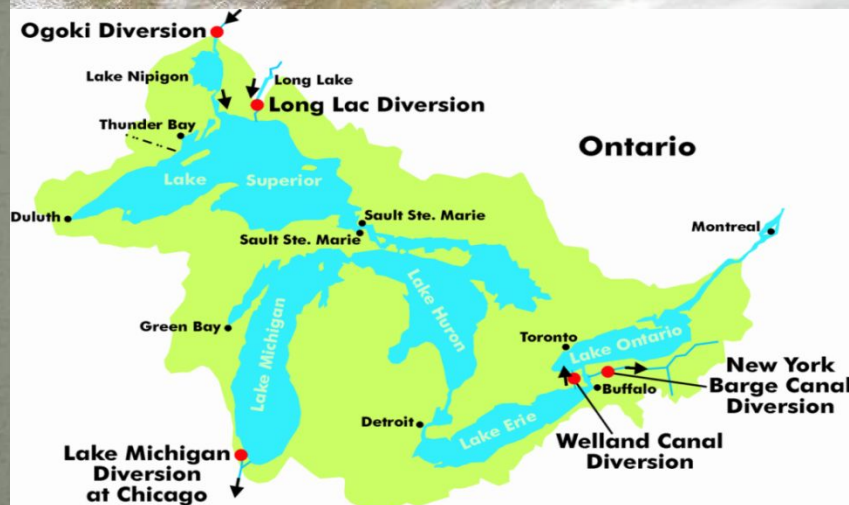 Ogoki Diversion
Lake Nipigon
Long Lake
Long Lac Diversion
Thunder Bay
Ontario
Lake Superior
Duluth
Sault Ste. Marie
Sault Ste. Marie
Montreal
Green Bay
Lake Michigan
Lake Huron
Toronto
Lake Ontario
New York
Barge Canal
Diversion
Buffalo
Detroit
Lake Erie
Welland Canal
Diversion
Lake Michigan
Diversion
at Chicago